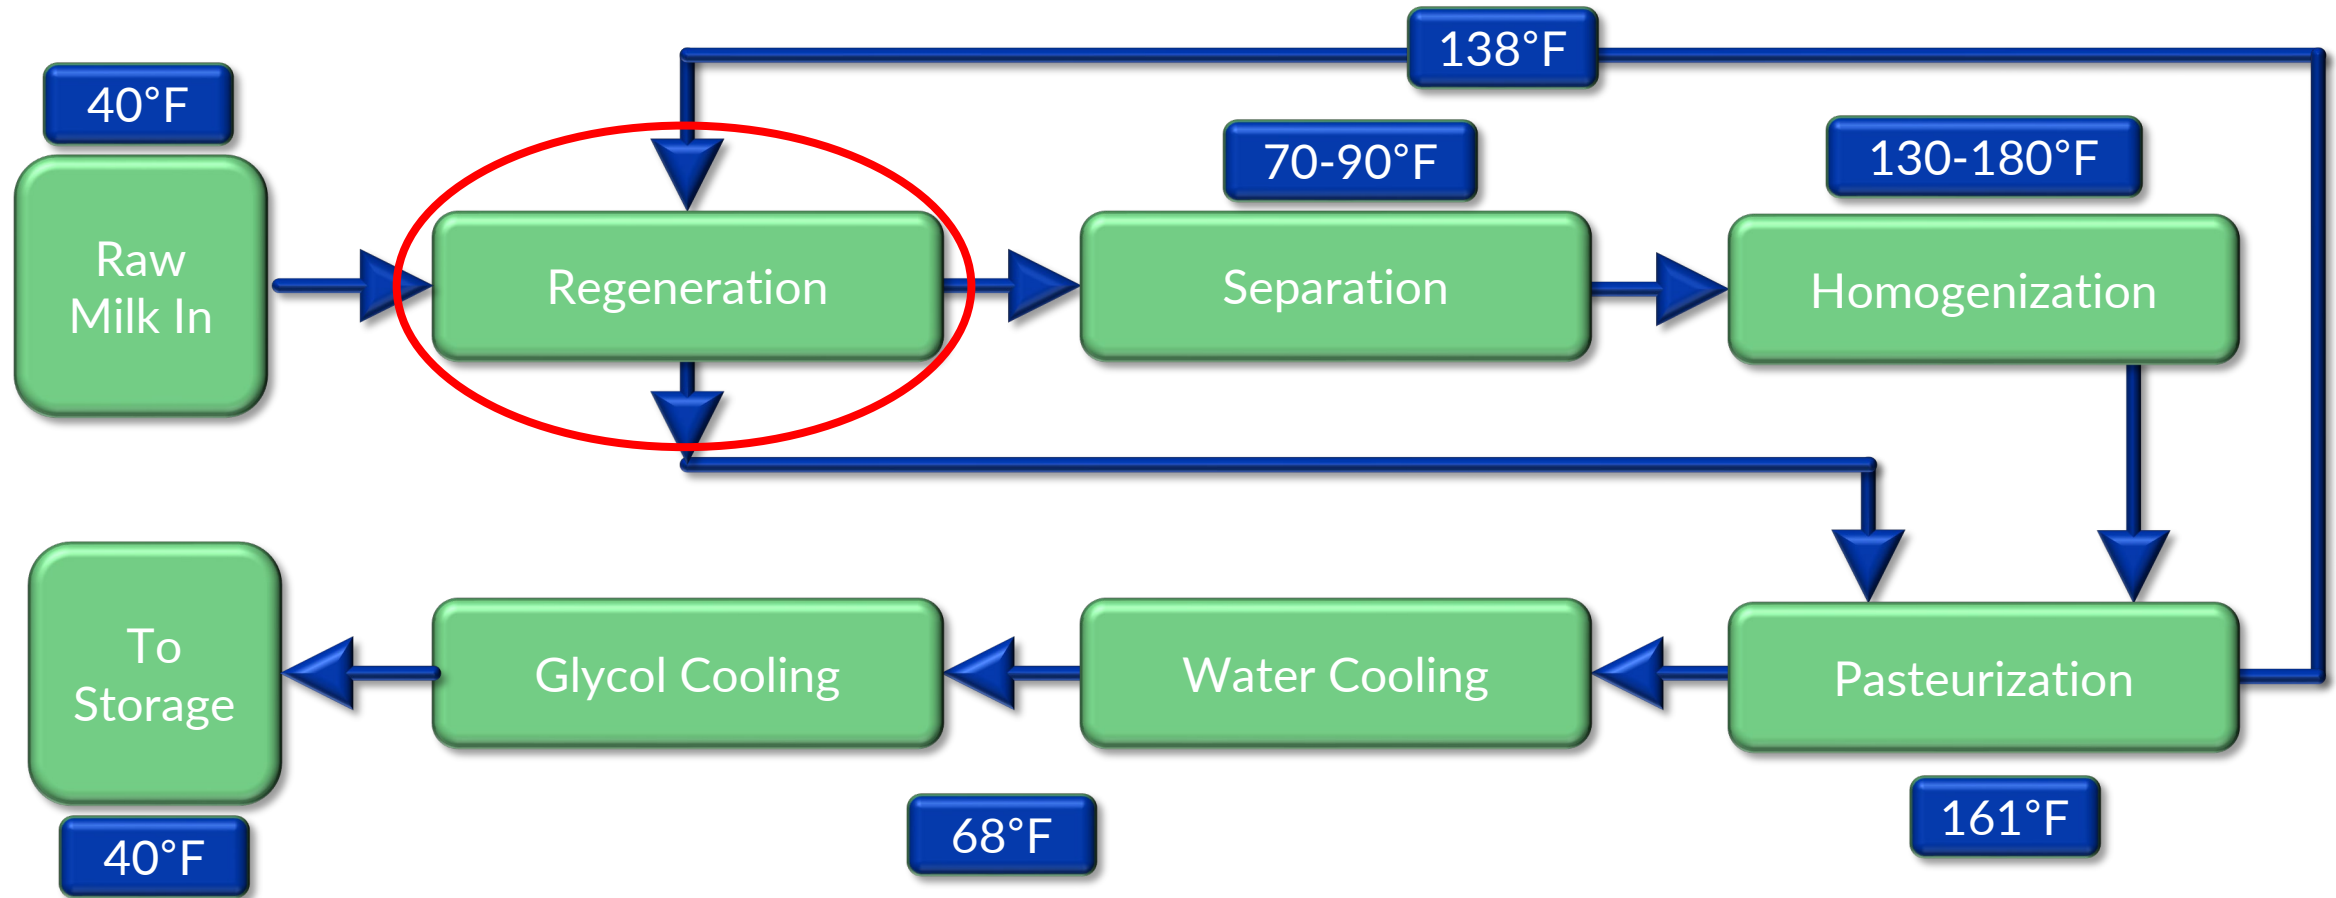 138°F
40°F
70-90°F
130-180°F
Raw
Milk In
Regeneration
Separation
Homogenization
To
Storage
Glycol Cooling
Water Cooling
Pasteurization
40°F
68°F
161°F